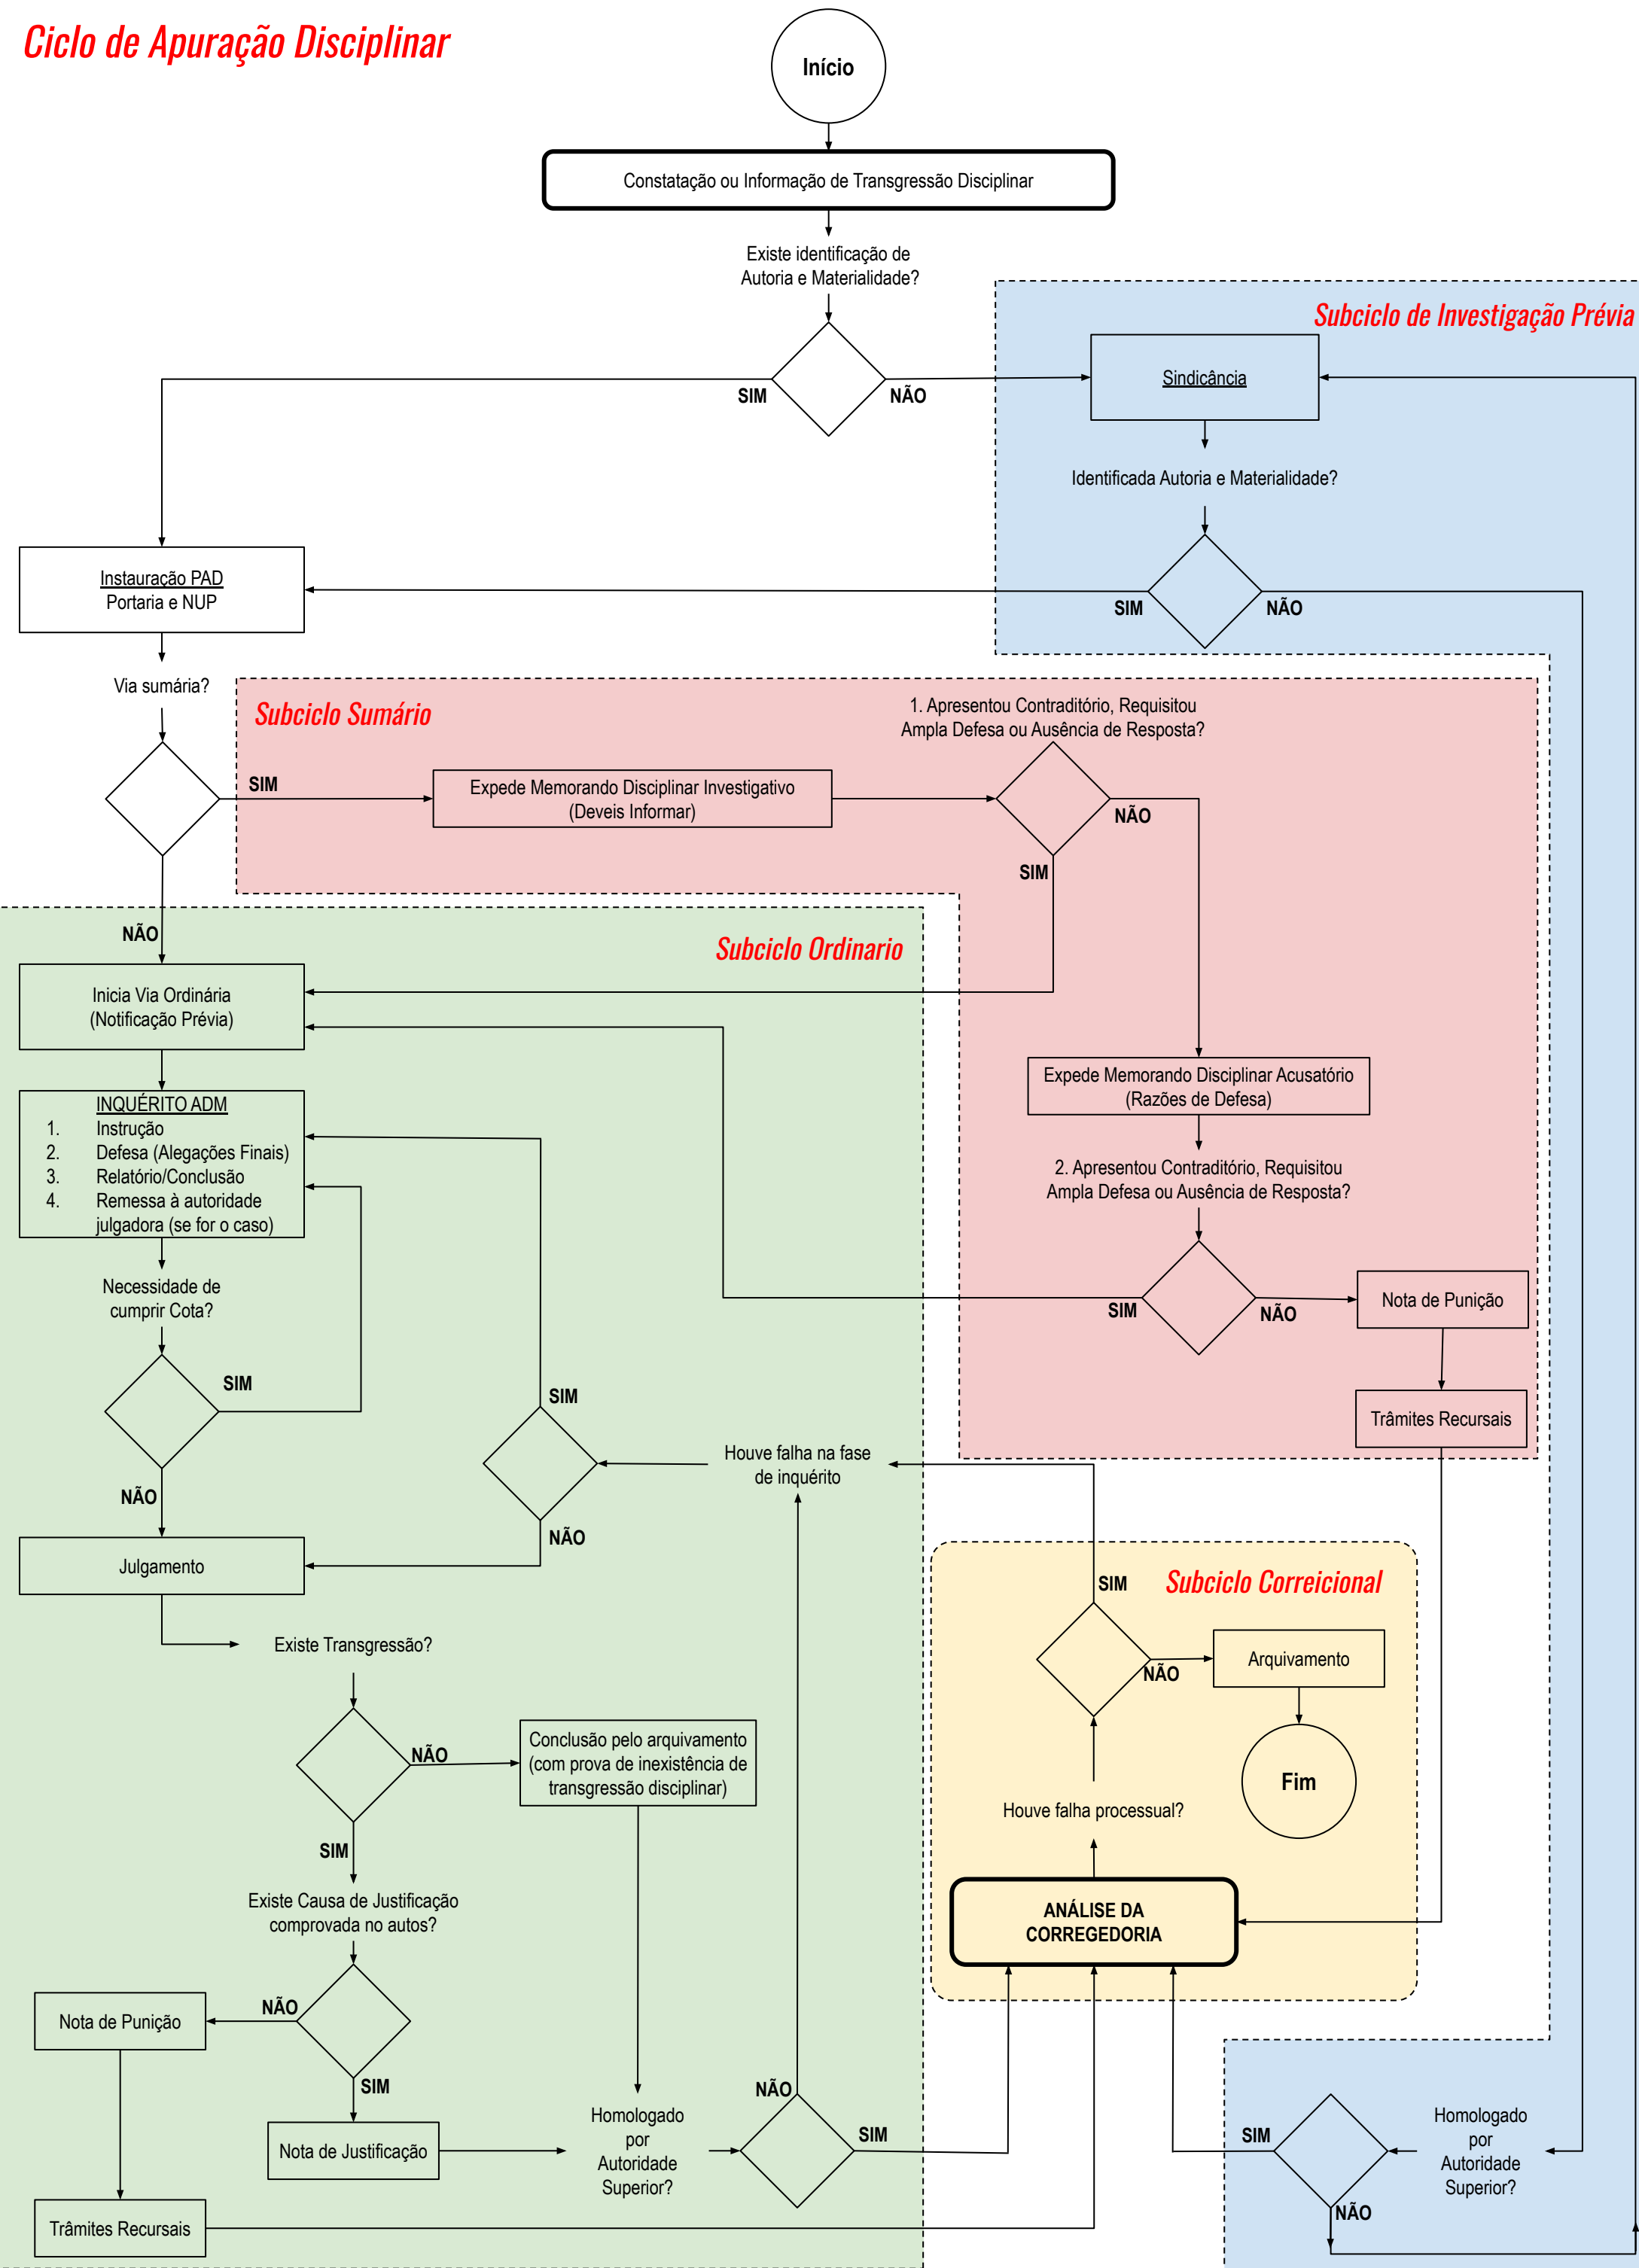 Ciclo de Apuração Disciplinar
Início
Constatação ou Informação de Transgressão Disciplinar
Existe identificação de
Autoria e Materialidade?
SIM
NÃO
Subciclo de Investigação Prévia
Sindicância
Identificada Autoria e Materialidade?
SIM
NÃO
Instauração PAD
Portaria e NUP
Via sumária?
Subciclo Sumário
SIM
Expede Memorando Disciplinar Investigativo
(Deveis Informar)
1. Apresentou Contraditório, Requisitou
Ampla Defesa ou Ausência de Resposta?
NÃO
SIM
NÃO
Subciclo Ordinario
Inicia Via Ordinária
(Notificação Prévia)
Expede Memorando Disciplinar Acusatório
(Razões de Defesa)
INQUÉRITO ADM
1. Instrução
2. Defesa (Alegações Finais)
3. Relatório/Conclusão
4. Remessa à autoridade
julgadora (se for o caso)
2. Apresentou Contraditório, Requisitou
Ampla Defesa ou Ausência de Resposta?
SIM
NÃO
Nota de Punição
Trâmites Recursais
Necessidade de
cumprir Cota?
SIM
NÃO
SIM
NÃO
Houve falha na fase
de inquérito
Julgamento
Subciclo Correicional
SIM
NÃO
Arquivamento
Fim
Houve falha processual?
ANÁLISE DA
CORREGEDORIA
Existe Transgressão?
NÃO
Conclusão pelo arquivamento
(com prova de inexistência de
transgressão disciplinar)
SIM
Existe Causa de Justificação
comprovada no autos?
NÃO
Nota de Punição
SIM
Nota de Justificação
Homologado
por
Autoridade
Superior?
NÃO
SIM
Trâmites Recursais
SIM
Homologado
por
Autoridade
Superior?
NÃO